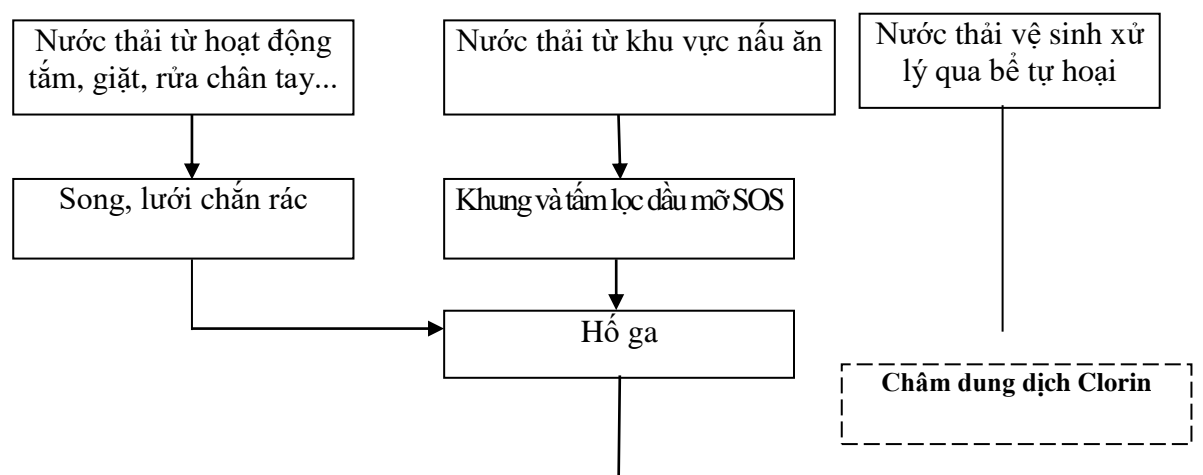 Nước thải từ hoạt động
tắm, giặt, rửa chân tay...
Nước thải từ khu vực nấu ăn
Nước thải vệ sinh xử
lý qua bể tự hoại
Song, lưới chắn rác
Khung và tấm lọc dầu mỡ SOS
Hố ga
Châm dung dịch Clorin